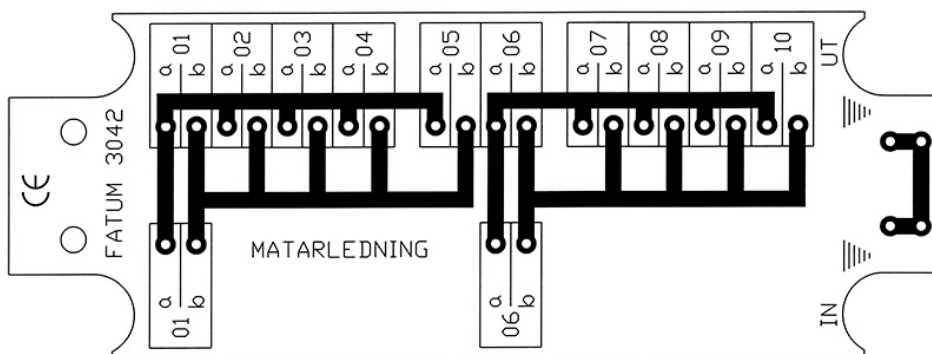 01 02 03 04 05 06 07 08 09 10
a b a b a b a b a b a b a b a b a b a b
UT
CE
FATUM 3042
MATARLEDNING
a b a b
01 06
IN